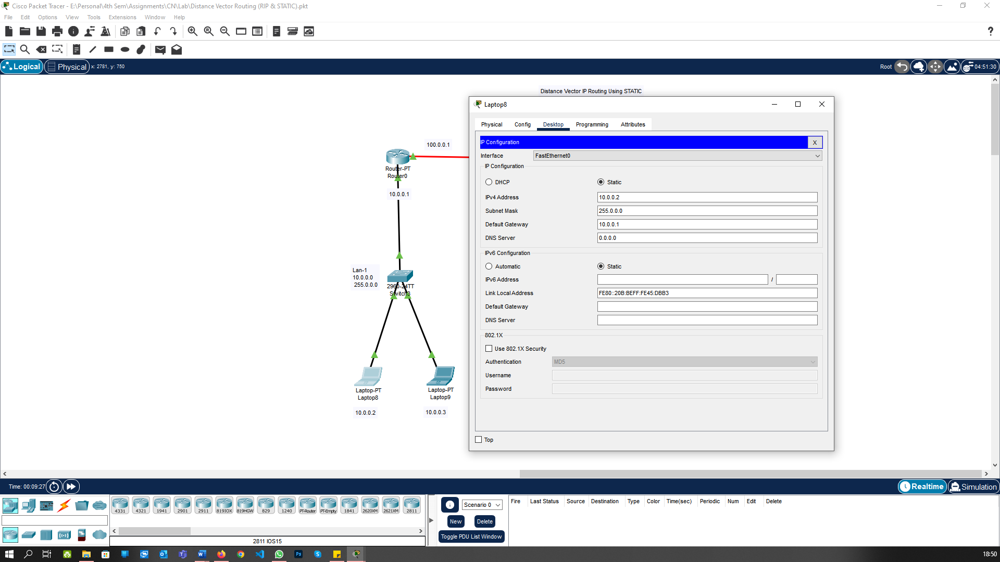 Cisco Packet Tracer - E:\Personal\4th Sem\Assignments\CN\Lab\Distance Vector Routing (RIP & STATIC).pkt
File Edit Options View Tools Extensions Window Help
Logical Physical x: 2781, y: 750 Root 04:51:30
Distance Vector IP Routing Using STATIC
Laptop8
Physical Config Desktop Programming Attributes
IP Configuration X
Interface FastEthernet0
IP Configuration
DHCP Static
IPv4 Address 10.0.0.2
Subnet Mask 255.0.0.0
Default Gateway 10.0.0.1
DNS Server 0.0.0.0
IPv6 Configuration
Automatic Static
IPv6 Address /
Link Local Address FE80::20B:BEFF:FE45:DBB3
Default Gateway
DNS Server
802.1X
Use 802.1X Security
Authentication MD5
Username
Password
Top
100.0.0.1
Router-PT
Router0
10.0.0.1
Lan-1
10.0.0.0
255.0.0.0
2960-24TT
Switch3
Laptop-PT
Laptop8
10.0.0.2
Laptop-PT
Laptop9
10.0.0.3
Time: 00:09:27 Realtime Simulation
4331 4321 1941 2901 2911 819IOX 819HGW 829 1240 PT-Router PT-Empty 1841 2620XM 2621XM 2811
2811 IOS15
Scenario 0
New Delete
Toggle PDU List Window
Fire Last Status Source Destination Type Color Time(sec) Periodic Num Edit Delete
18:50